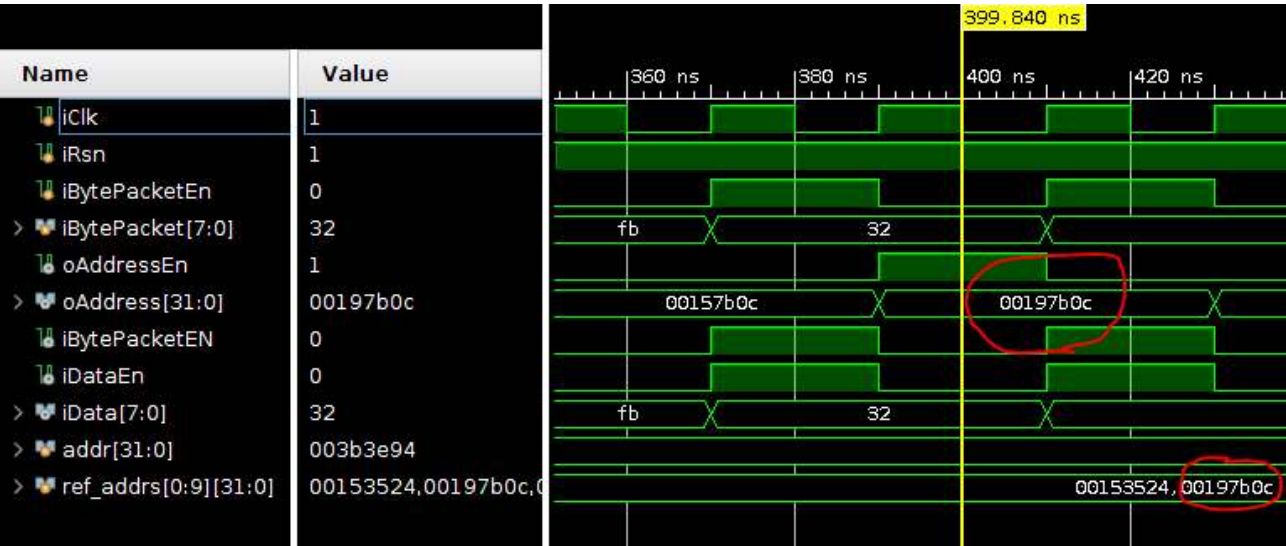 399.840 ns
Name Value
360 ns 380 ns 400 ns 420 ns
iClk 1
iRsn 1
iBytePacketEn 0
iBytePacket[7:0] 32 fb 32
oAddressEn 1
oAddress[31:0] 00197b0c 00157b0c 00197b0c
iBytePacketEN 0
iDataEn 0
iData[7:0] 32 fb 32
addr[31:0] 003b3e94
ref_addrs[0:9][31:0] 00153524,00197b0c, 00153524,00197b0c